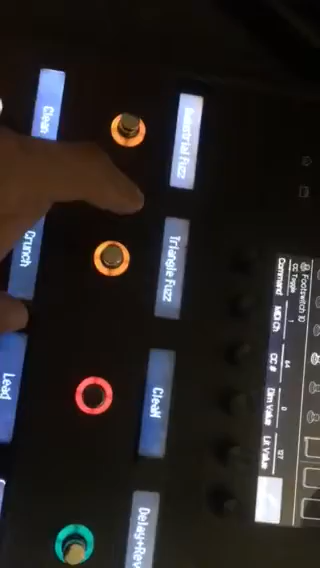 Industrial Fuzz
Triangle Fuzz
CleaN
Delay+Rev
Clean
Crunch
Lead
Footswitch 10
CC Toggle
Command
MIDI Ch
CC #
Dim Value
Lit Value
1
64
0
127